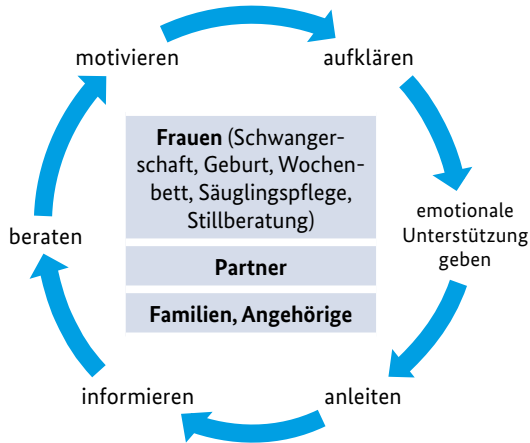 motivieren
aufklären
Frauen (Schwanger-
schaft, Geburt, Wochen-
bett, Säuglingspflege,
Stillberatung)
beraten
emotionale
Unterstützung
geben
Partner
Familien, Angehörige
informieren
anleiten